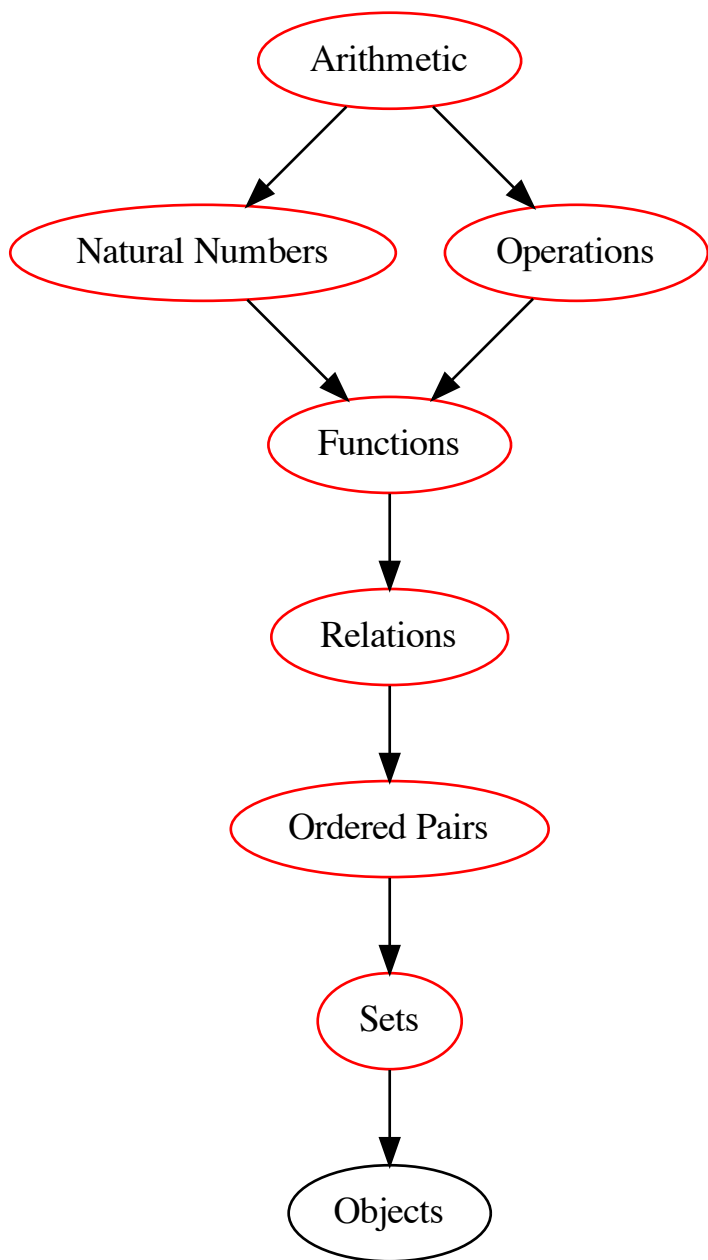 Arithmetic
Natural Numbers
Operations
Functions
Relations
Ordered Pairs
Sets
Objects